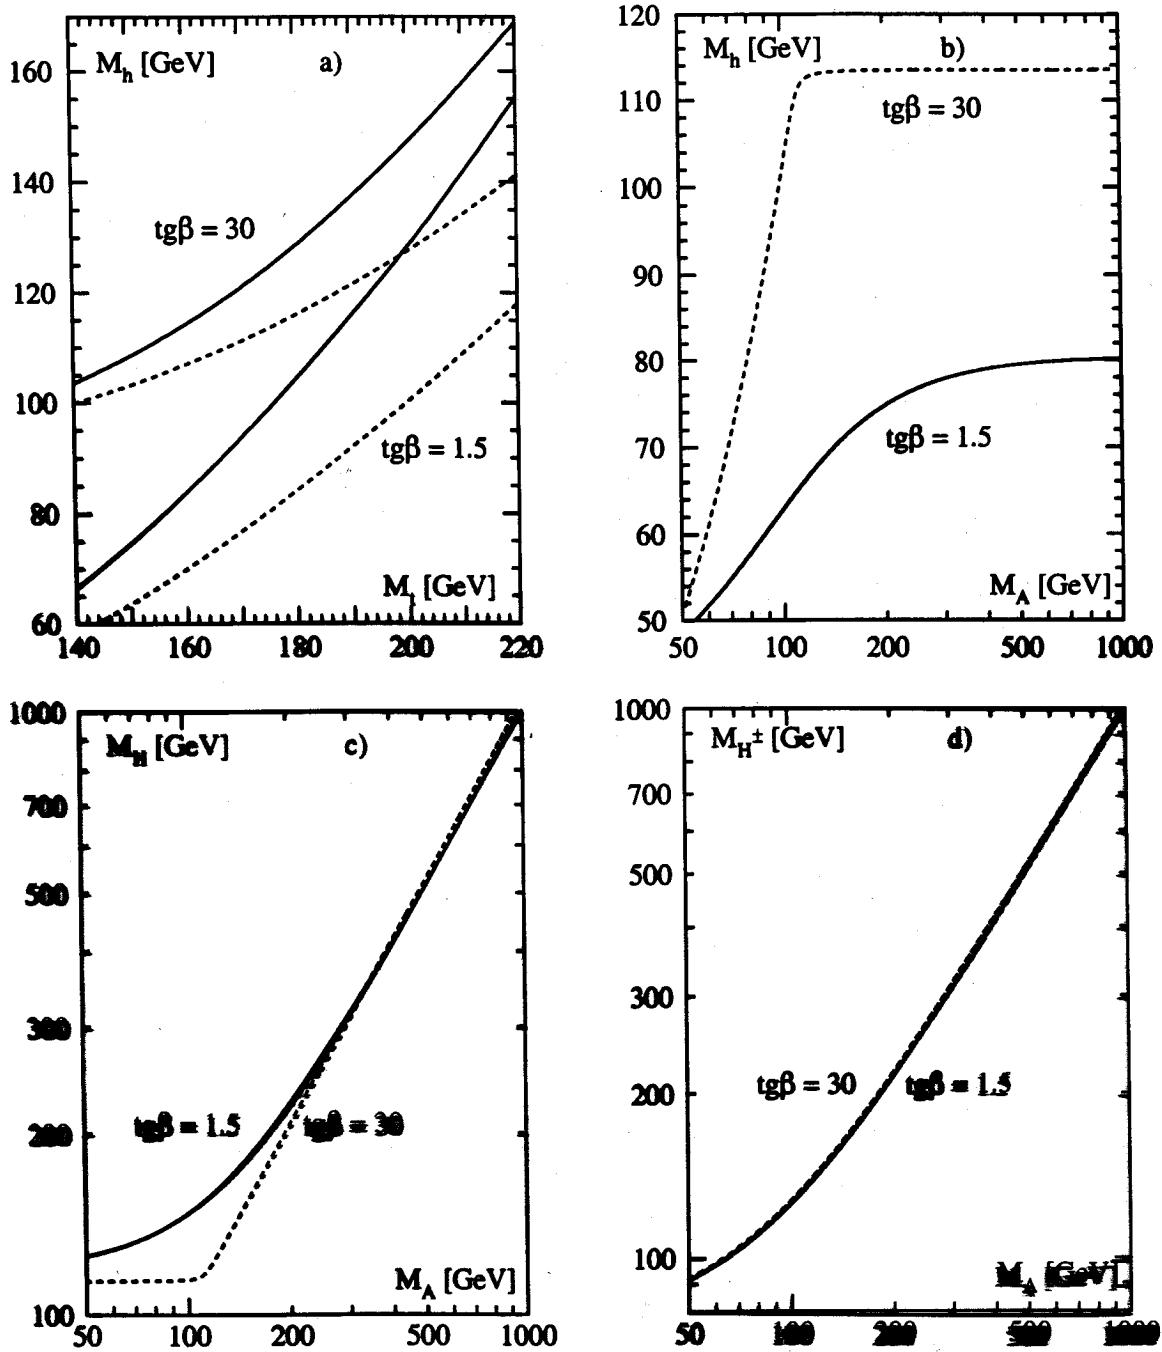 M_h [GeV] a)
160
140
120
100
80
60
tgβ = 30
tgβ = 1.5
M_t [GeV]
140 160 180 200 220
M_h [GeV] b)
120
110
100
90
80
70
60
50
tgβ = 30
tgβ = 1.5
M_A [GeV]
50 100 200 500 1000
M_H [GeV] c)
1000
700
500
300
200
100
tgβ = 1.5 tgβ = 30
M_A [GeV]
50 100 200 500 1000
M_H± [GeV] d)
1000
700
500
300
200
100
tgβ = 30 tgβ = 1.5
M_A [GeV]
50 100 200 500 1000